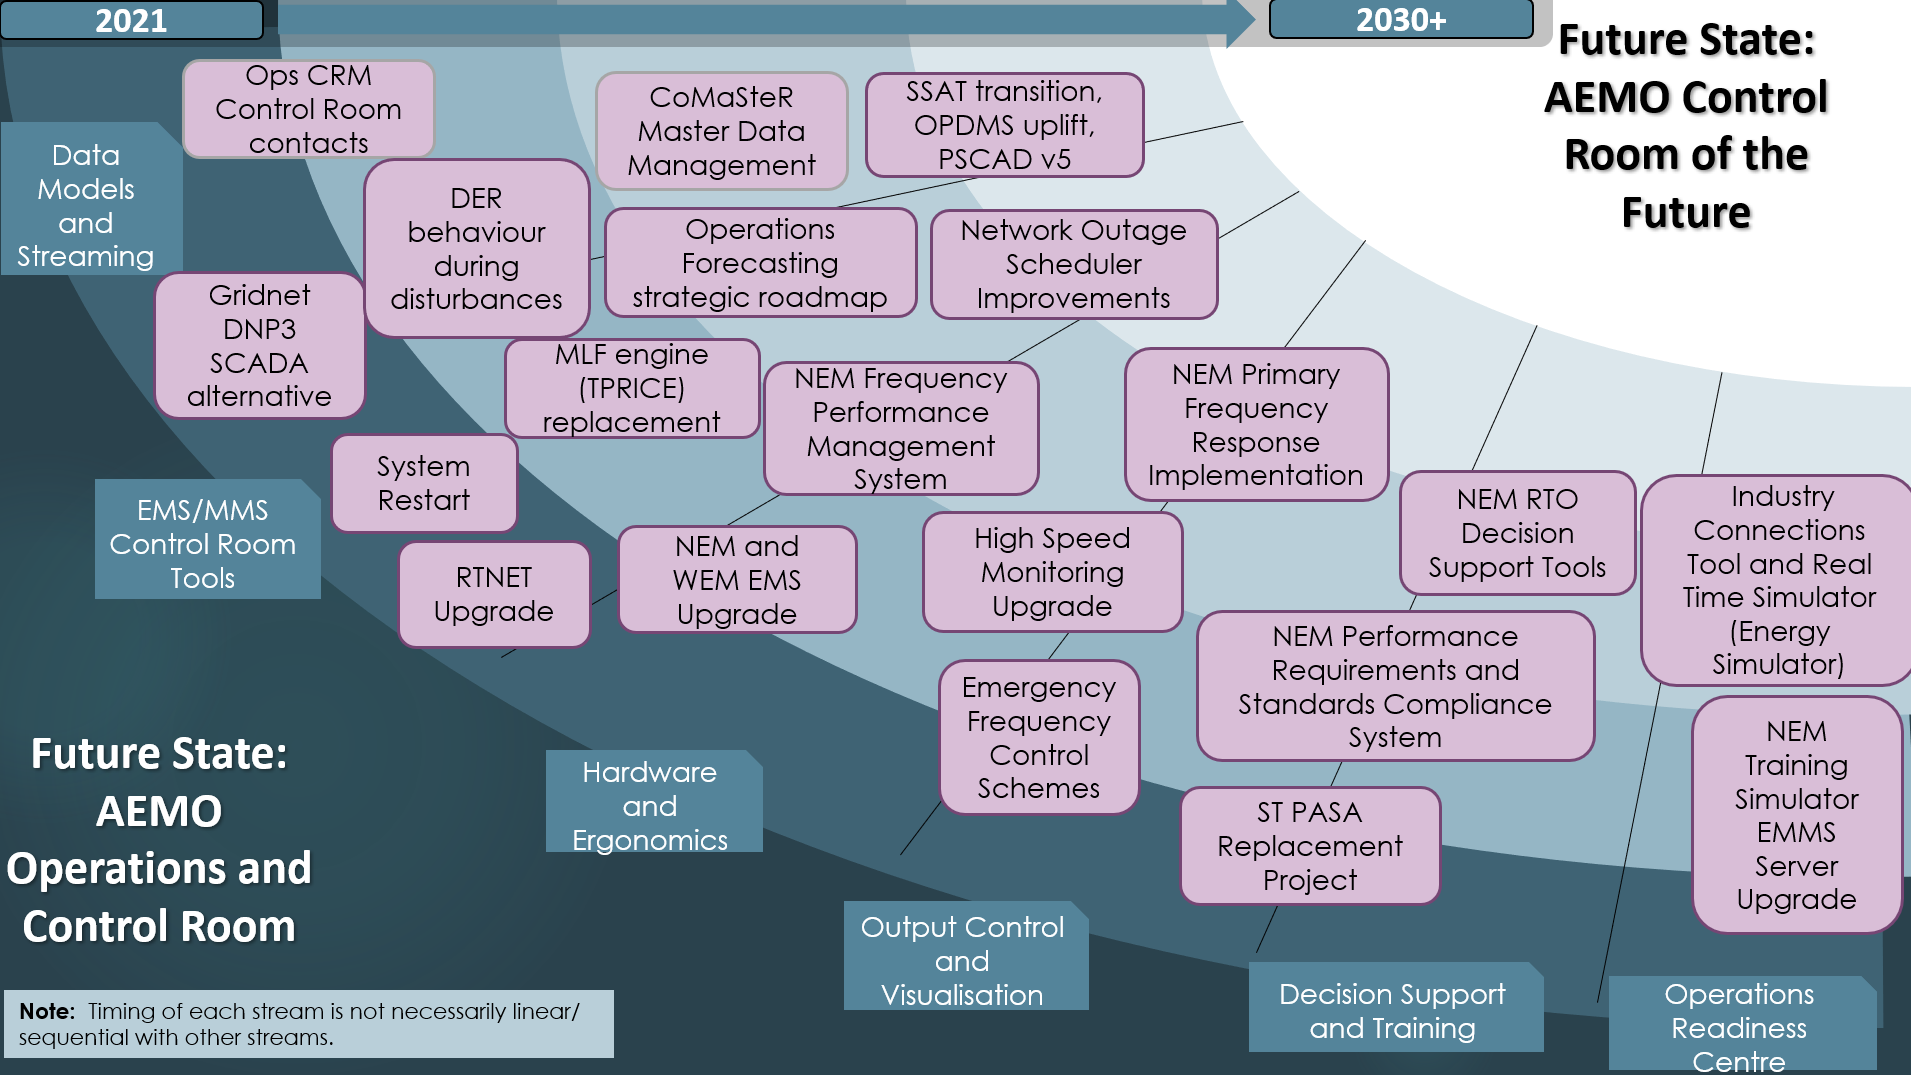 2021
2030+
Future State:
AEMO Control
Room of the
Future
Ops CRM
Control Room
contacts
CoMaSteR
Master Data
Management
SSAT transition,
OPDMS uplift,
PSCAD v5
Data
Models
and
Streaming
DER
behaviour
during
disturbances
Operations
Forecasting
strategic roadmap
Network Outage
Scheduler
Improvements
Gridnet
DNP3
SCADA
alternative
MLF engine
(TPRICE)
replacement
NEM Frequency
Performance
Management
System
NEM Primary
Frequency
Response
Implementation
System
Restart
NEM RTO
Decision
Support Tools
Industry
Connections
Tool and Real
Time Simulator
(Energy
Simulator)
EMS/MMS
Control Room
Tools
RTNET
Upgrade
NEM and
WEM EMS
Upgrade
High Speed
Monitoring
Upgrade
NEM Performance
Requirements and
Standards Compliance
System
Emergency
Frequency
Control
Schemes
NEM
Training
Simulator
EMMS
Server
Upgrade
Hardware
and
Ergonomics
ST PASA
Replacement
Project
Future State:
AEMO
Operations and
Control Room
Output Control
and
Visualisation
Decision Support
and Training
Operations
Readiness
Centre
Note: Timing of each stream is not necessarily linear/
sequential with other streams.